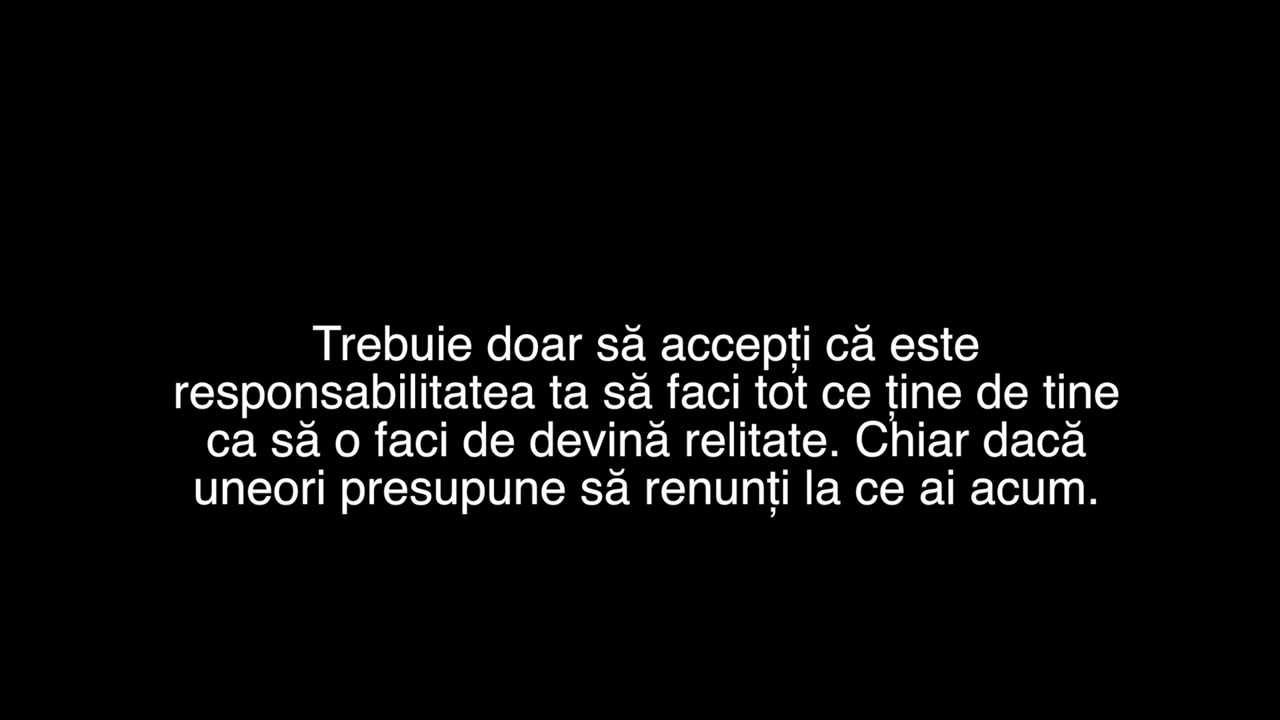 Trebuie doar să accepți că este
responsabilitatea ta să faci tot ce ține de tine
ca să o faci de devină relitate. Chiar dacă
uneori presupune să renunți la ce ai acum.